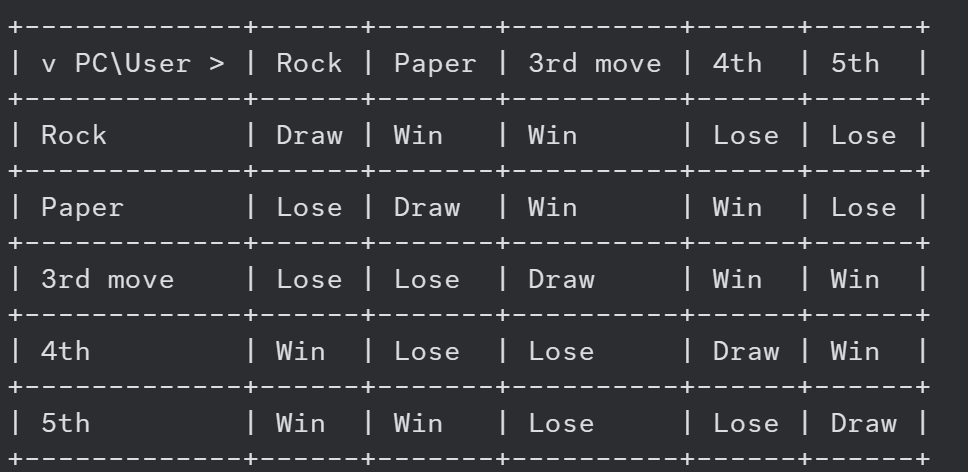 +-------------+------+-------+----------+------+------+
| v PC\User > | Rock | Paper | 3rd move | 4th  | 5th  |
+-------------+------+-------+----------+------+------+
| Rock        | Draw | Win   | Win      | Lose | Lose |
+-------------+------+-------+----------+------+------+
| Paper       | Lose | Draw  | Win      | Win  | Lose |
+-------------+------+-------+----------+------+------+
| 3rd move    | Lose | Lose  | Draw     | Win  | Win  |
+-------------+------+-------+----------+------+------+
| 4th         | Win  | Lose  | Lose     | Draw | Win  |
+-------------+------+-------+----------+------+------+
| 5th         | Win  | Win   | Lose     | Lose | Draw |
+-------------+------+-------+----------+------+------+